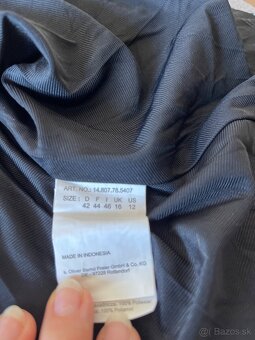 ART. NO.: 14.807.78.5407
SIZE: D F I UK US
42 44 46 16 12
MADE IN INDONESIA
s. Oliver Bernd Freier GmbH & Co. KG
97228 Rottendorf
100% Polyester
100% Polyester
Bazos.sk